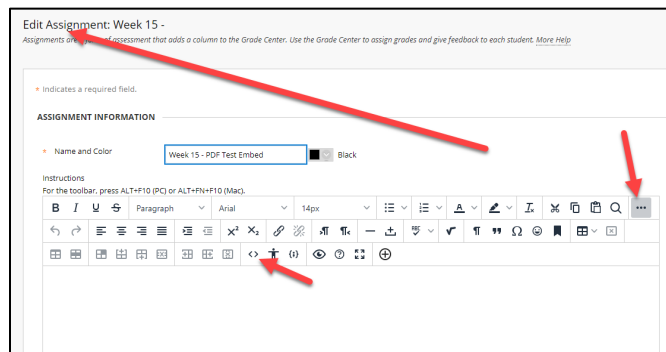 Edit Assignment: Week 15 -
Assignments are of assessment that adds a column to the Grade Center. Use the Grade Center to assign grades and give feedback to each student. More Help
* Indicates a required field.
ASSIGNMENT INFORMATION
* Name and Color Week 15 - PDF Test Embed Black
Instructions
For the toolbar, press ALT+F10 (PC) or ALT+FN+F10 (Mac).
B I U S Paragraph Arial 14px